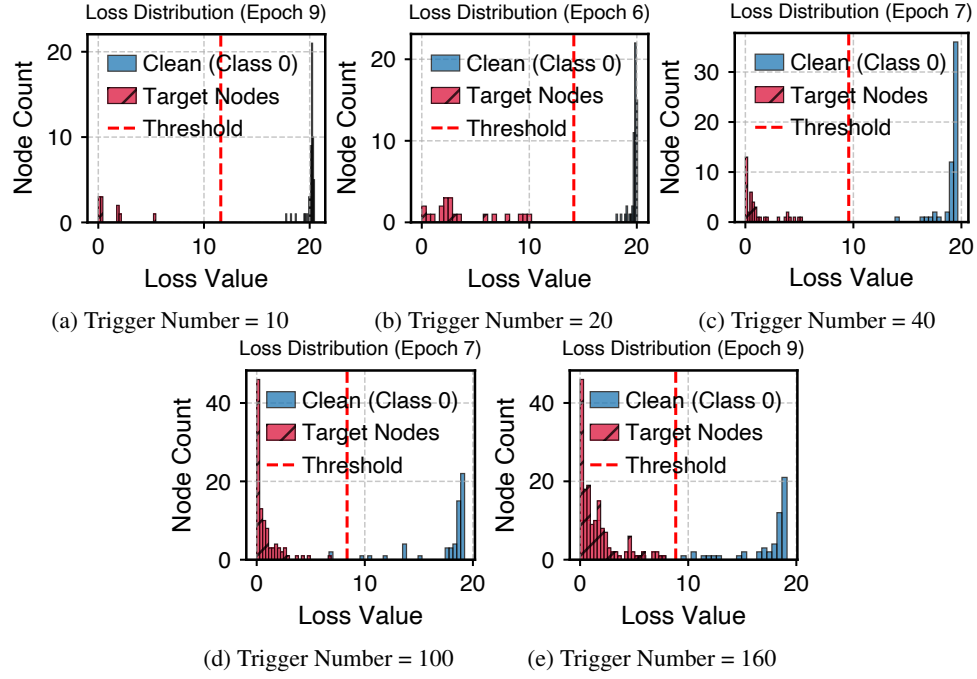 Loss Distribution (Epoch 9)
Node Count
20
10
0
Clean (Class 0)
Target Nodes
Threshold
0 10 20
Loss Value
(a) Trigger Number = 10
Loss Distribution (Epoch 6)
Node Count
20
10
0
Clean (Class 0)
Target Nodes
Threshold
0 10 20
Loss Value
(b) Trigger Number = 20
Loss Distribution (Epoch 7)
Node Count
30
20
10
0
Clean (Class 0)
Target Nodes
Threshold
0 10 20
Loss Value
(c) Trigger Number = 40
Loss Distribution (Epoch 7)
Node Count
40
20
0
Clean (Class 0)
Target Nodes
Threshold
0 10 20
Loss Value
(d) Trigger Number = 100
Loss Distribution (Epoch 9)
Node Count
40
20
0
Clean (Class 0)
Target Nodes
Threshold
0 10 20
Loss Value
(e) Trigger Number = 160